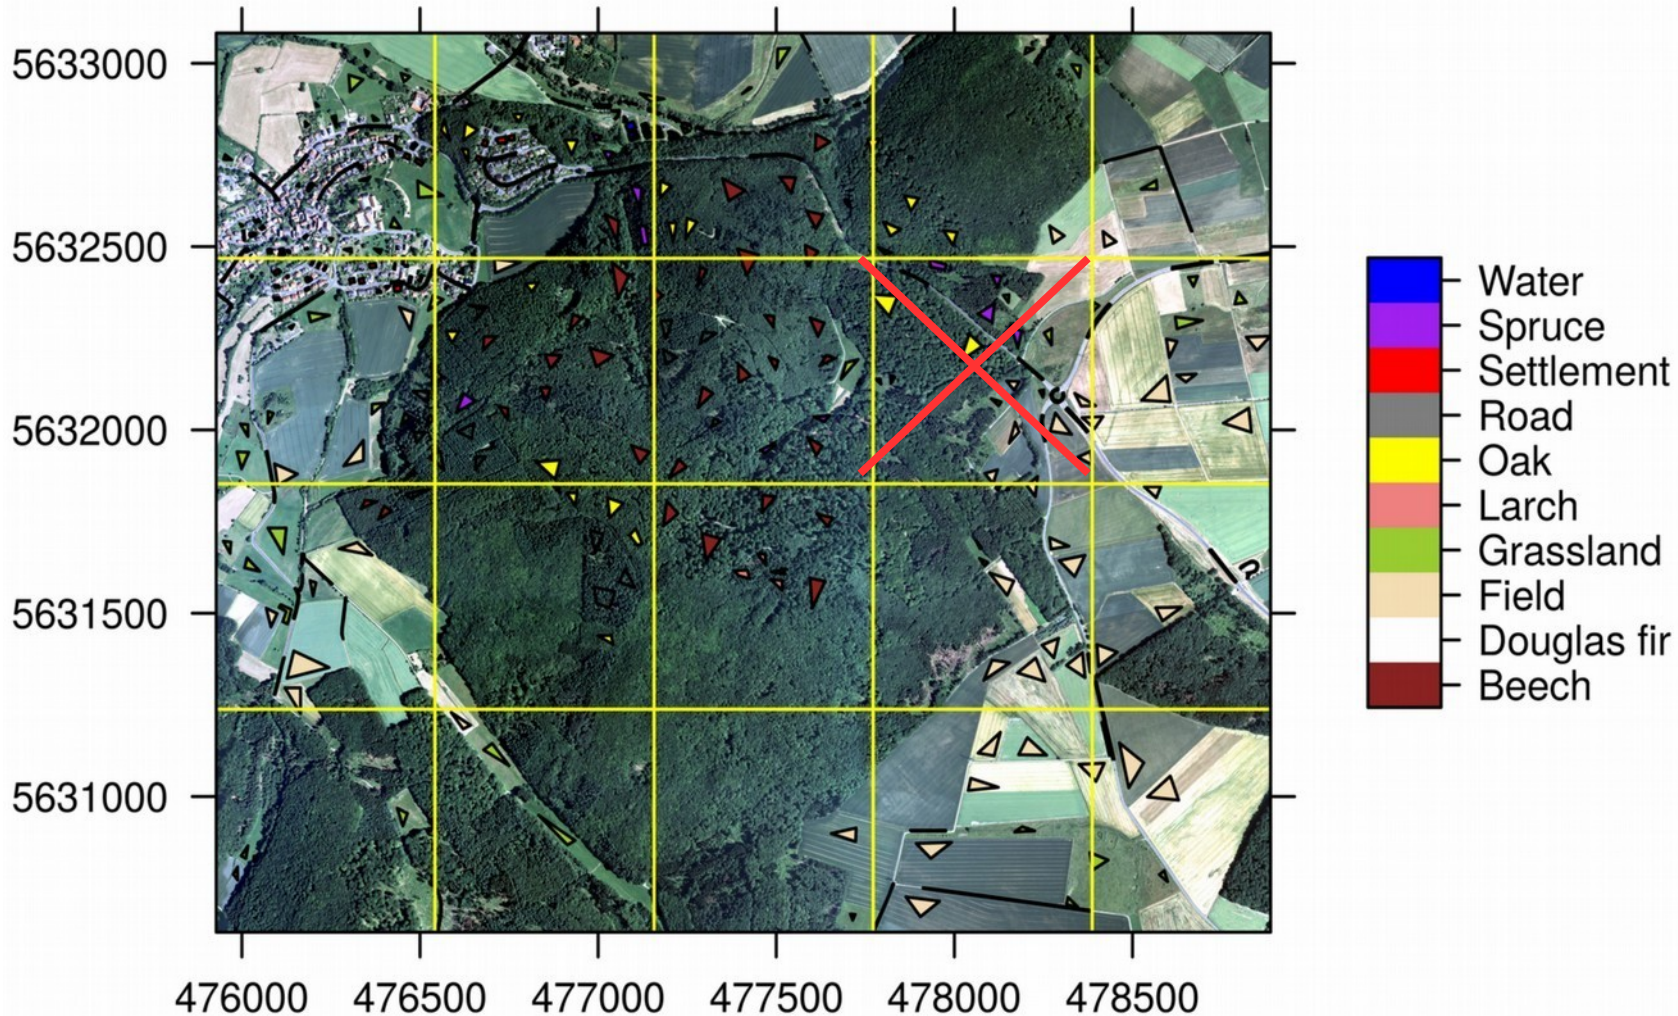 5633000
5632500
5632000
5631500
5631000
476000 476500 477000 477500 478000 478500
Water
Spruce
Settlement
Road
Oak
Larch
Grassland
Field
Douglas fir
Beech